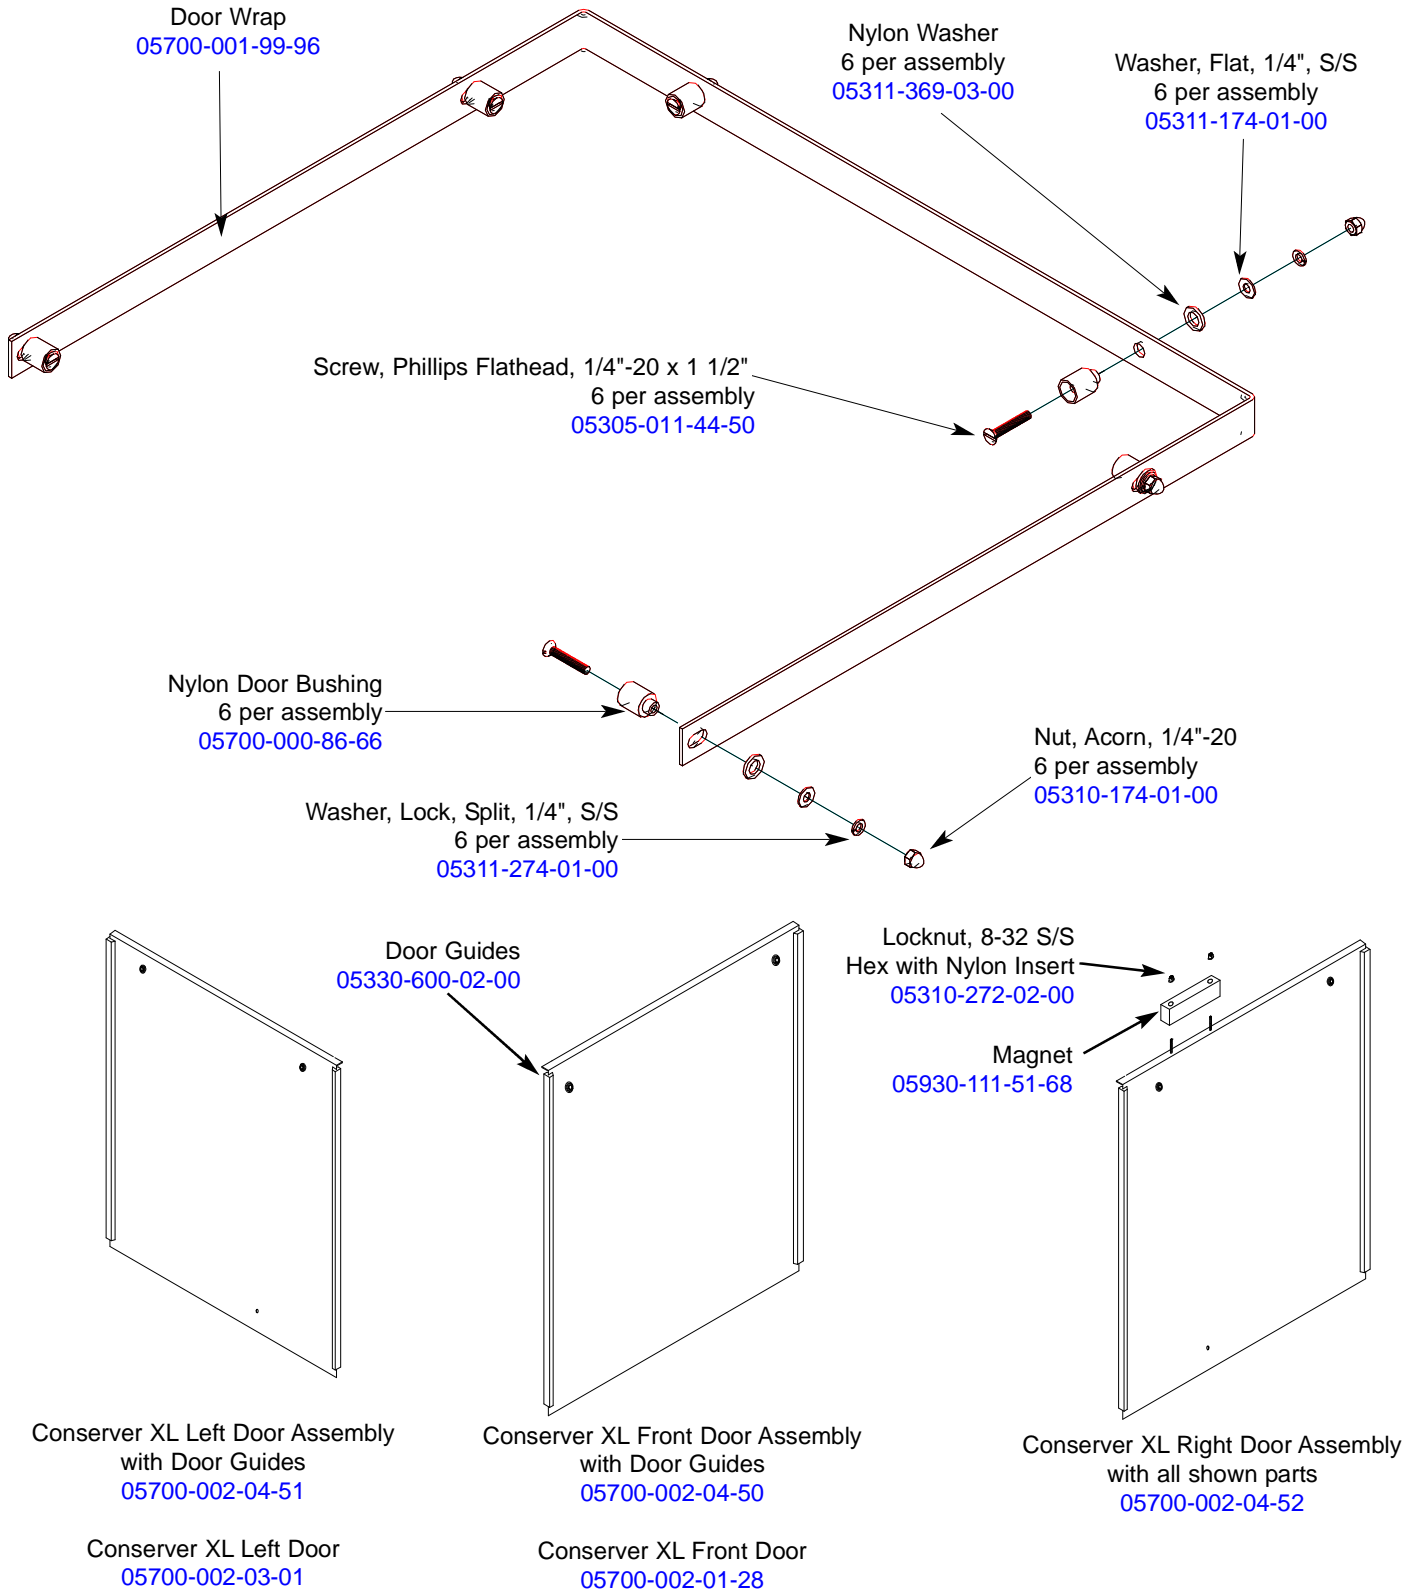 Door Wrap
05700-001-99-96
Nylon Washer
6 per assembly
05311-369-03-00
Washer, Flat, 1/4", S/S
6 per assembly
05311-174-01-00
Screw, Phillips Flathead, 1/4"-20 x 1 1/2"
6 per assembly
05305-011-44-50
Nylon Door Bushing
6 per assembly
05700-000-86-66
Nut, Acorn, 1/4"-20
6 per assembly
05310-174-01-00
Washer, Lock, Split, 1/4", S/S
6 per assembly
05311-274-01-00
Door Guides
05330-600-02-00
Locknut, 8-32 S/S
Hex with Nylon Insert
05310-272-02-00
Magnet
05930-111-51-68
Conserver XL Left Door Assembly
with Door Guides
05700-002-04-51
Conserver XL Front Door Assembly
with Door Guides
05700-002-04-50
Conserver XL Right Door Assembly
with all shown parts
05700-002-04-52
Conserver XL Left Door
05700-002-03-01
Conserver XL Front Door
05700-002-01-28